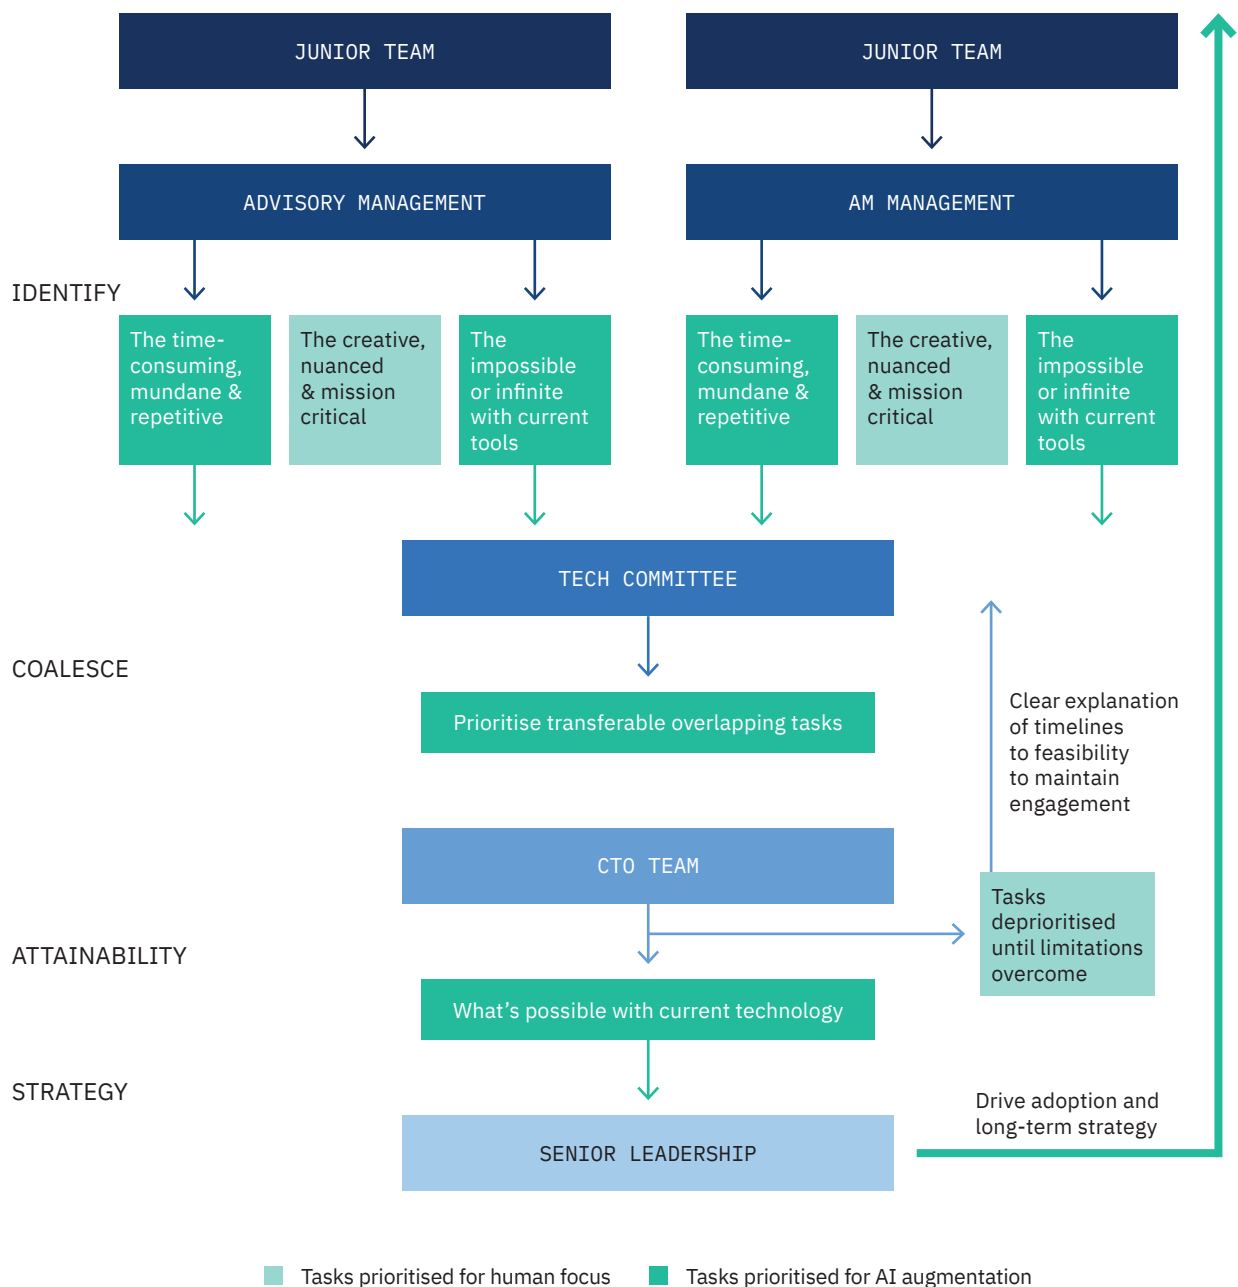 JUNIOR TEAM
JUNIOR TEAM
ADVISORY MANAGEMENT
AM MANAGEMENT
IDENTIFY
The time-
consuming,
mundane &
repetitive
The creative,
nuanced
& mission
critical
The
impossible
or infinite
with current
tools
The time-
consuming,
mundane &
repetitive
The creative,
nuanced
& mission
critical
The
impossible
or infinite
with current
tools
TECH COMMITTEE
COALESCE
Prioritise transferable overlapping tasks
Clear explanation
of timelines
to feasibility
to maintain
engagement
CTO TEAM
Tasks
deprioritised
until limitations
overcome
ATTAINABILITY
What’s possible with current technology
STRATEGY
Drive adoption and
long-term strategy
SENIOR LEADERSHIP
Tasks prioritised for human focus
Tasks prioritised for AI augmentation